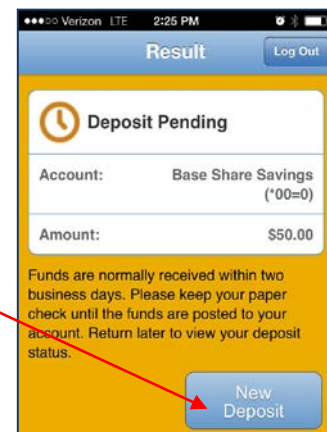 Verizon LTE 2:25 PM
Result
Log Out
Deposit Pending
Account: Base Share Savings
(*00=0)
Amount: $50.00
Funds are normally received within two
business days. Please keep your paper
check until the funds are posted to your
account. Return later to view your deposit
status.
New
Deposit